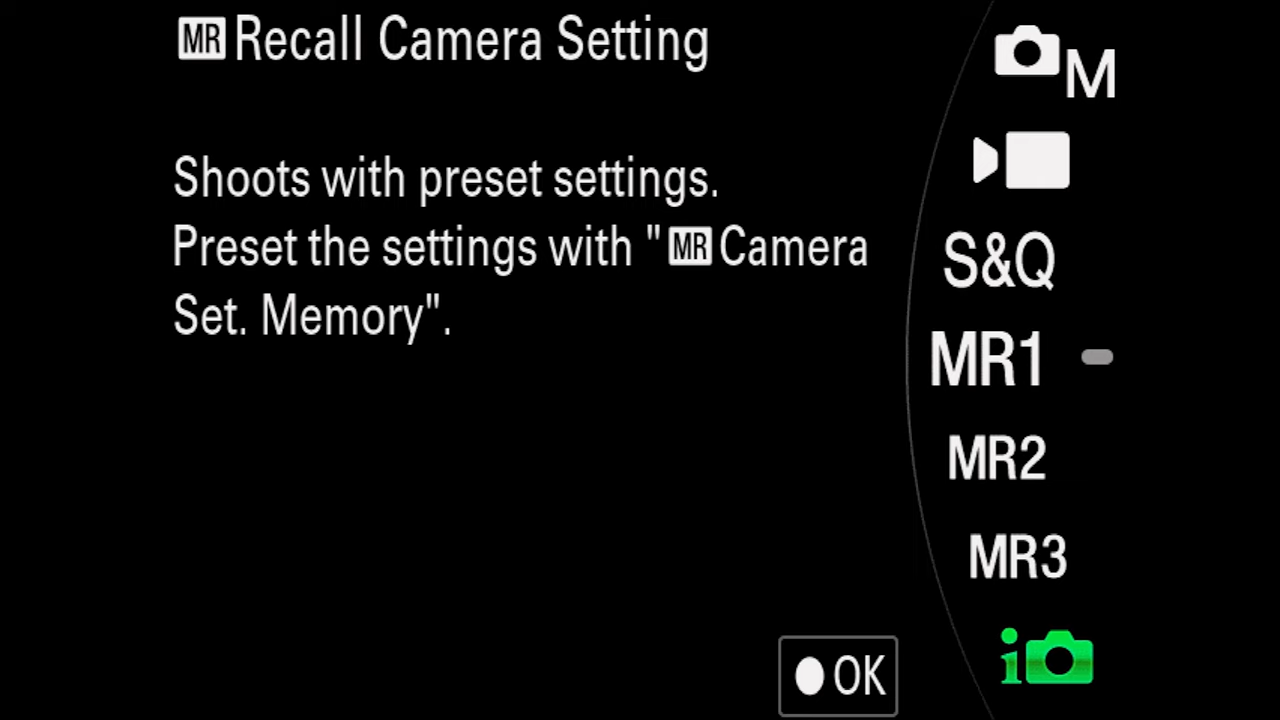 MR Recall Camera Setting
Shoots with preset settings.
Preset the settings with "MR Camera
Set. Memory".
M
S&Q
MR1
MR2
MR3
i
OK